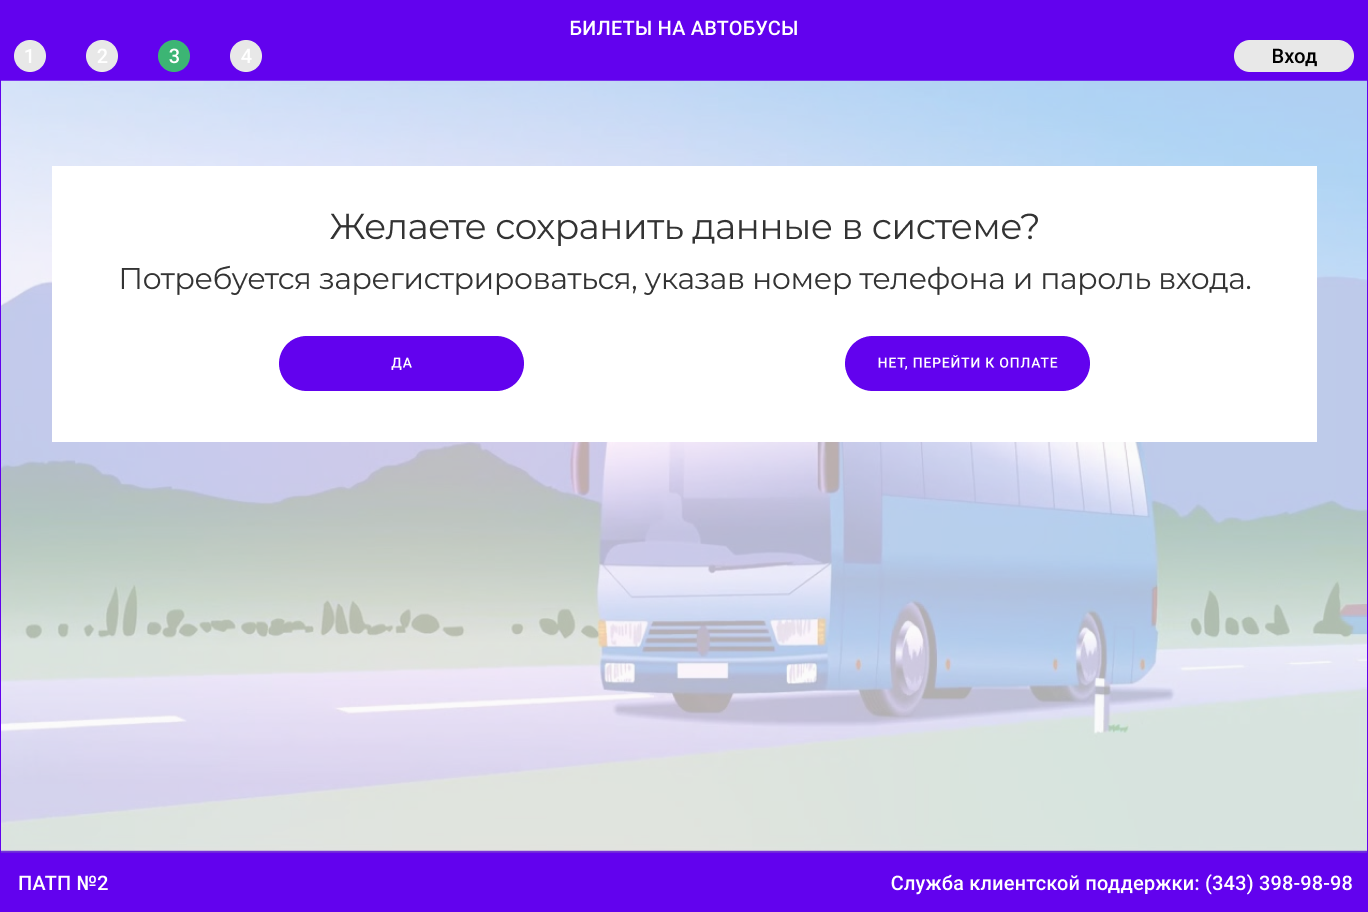 БИЛЕТЫ НА АВТОБУСЫ
1 2 3 4
Вход
Желаете сохранить данные в системе?
Потребуется зарегистрироваться, указав номер телефона и пароль входа.
ДА
НЕТ, ПЕРЕЙТИ К ОПЛАТЕ
ПАТП №2
Служба клиентской поддержки: (343) 398-98-98